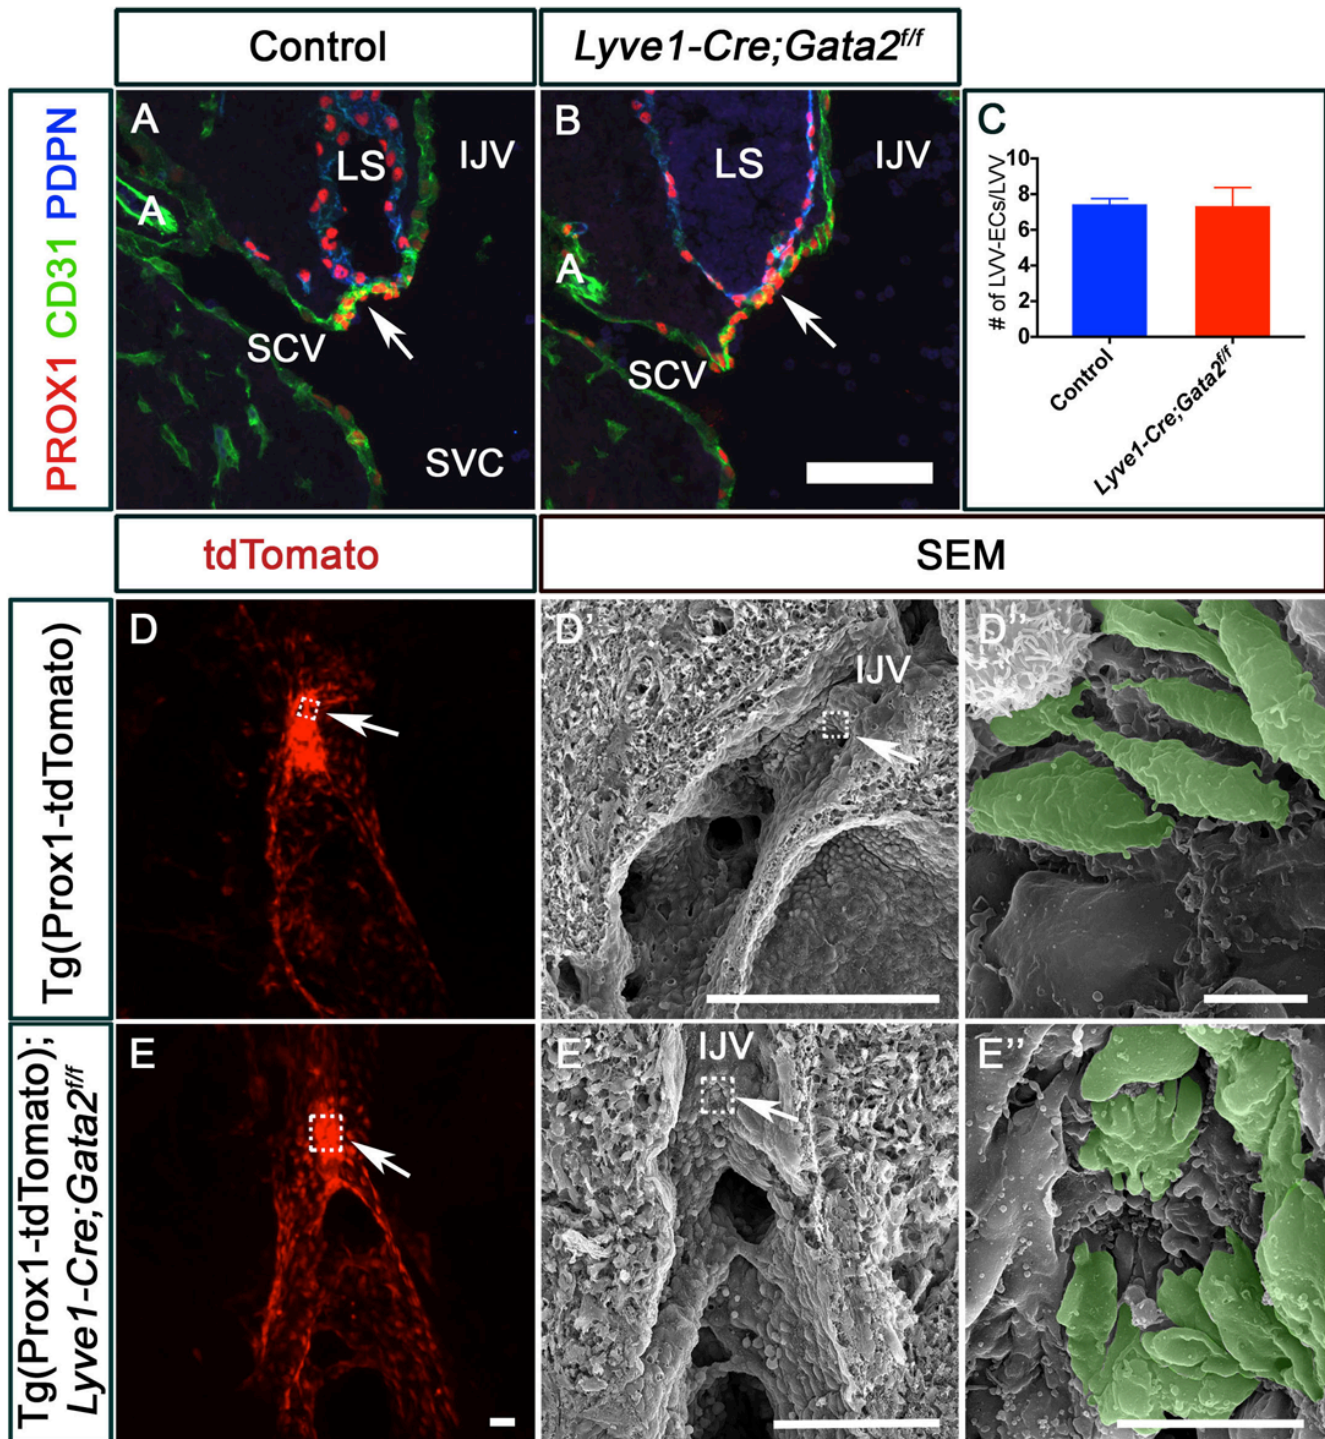 Control
Lyve1-Cre;Gata2f/f
PROX1 CD31 PDPN
A
LS
IJV
A
SCV
SVC
B
LS
IJV
A
SCV
C
# of LVV-ECs/LVV
10
8
6
4
2
0
Control
Lyve1-Cre;Gata2f/f
tdTomato
SEM
Tg(Prox1-tdTomato)
D
D'
IJV
D''
Tg(Prox1-tdTomato);
Lyve1-Cre;Gata2f/f
E
E'
IJV
E''